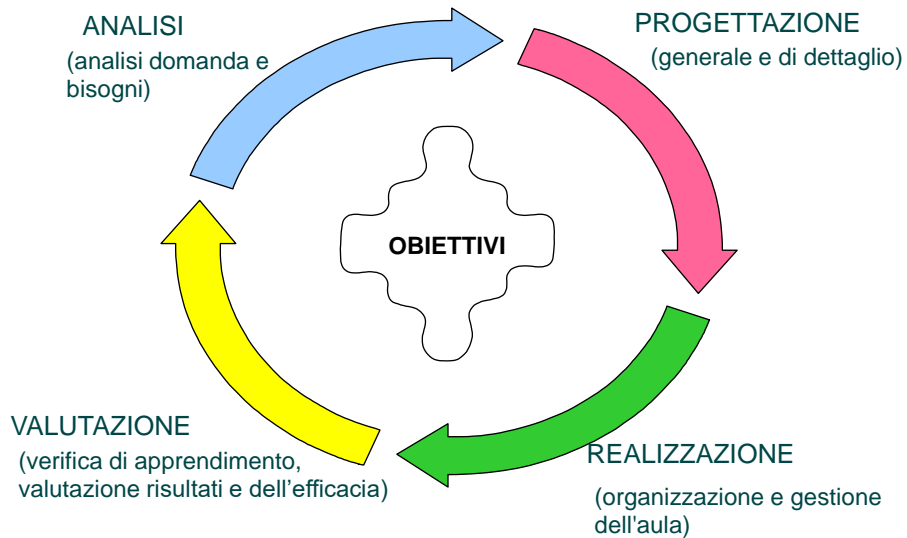 ANALISI
(analisi domanda e
bisogni)
PROGETTAZIONE
(generale e di dettaglio)
OBIETTIVI
VALUTAZIONE
(verifica di apprendimento,
valutazione risultati e dell’efficacia)
REALIZZAZIONE
(organizzazione e gestione
dell'aula)